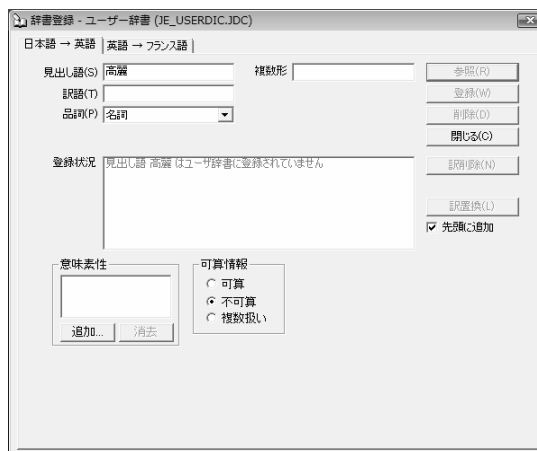 辞書登録 - ユーザー辞書 (JE_USERDIC.JDC)
日本語 → 英語 英語 → フランス語
見出し語(S) 高麗 複数形 参照(R)
訳語(T) 登録(W)
品詞(P) 名詞 削除(D)
閉じる(C)
登録状況 見出し語 高麗 はユーザ辞書に登録されていません 訳削除(N)
訳置換(L)
先頭に追加
意味素性 可算情報
可算
不可算
複数扱い
追加... 消去